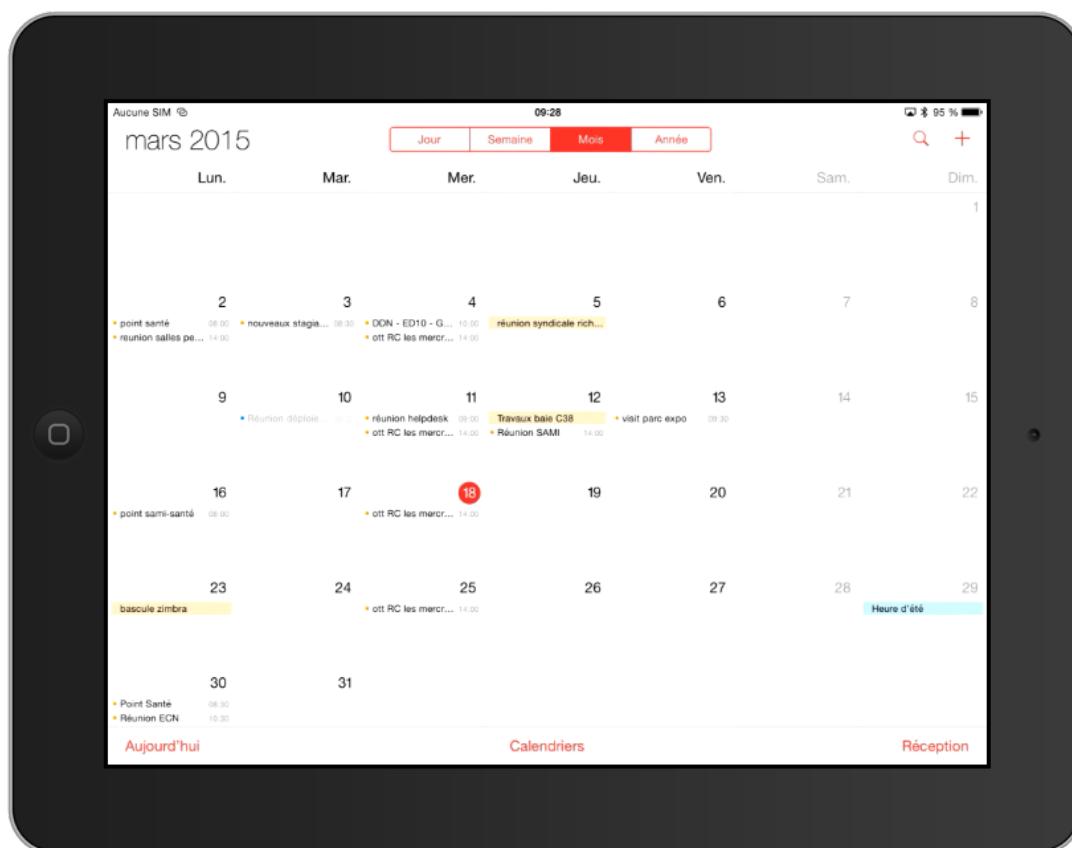 Aucune SIM 09:28 95 %
mars 2015 Jour Semaine Mois Année
Lun. Mar. Mer. Jeu. Ven. Sam. Dim.
1
2 3 4 5 6 7 8
point santé 08:00 nouveaux stagia... 08:30 DDN - ED10 - G... 10:00 réunion syndicale rich...
reunion salles pe... 14:00 ott RC les mercr... 14:00
9 10 11 12 13 14 15
Réunion déploie... réunion helpdesk 09:00 Travaux baie C38 visit parc expo 09:30
ott RC les mercr... 14:00 Réunion SAMI 14:00
16 17 18 19 20 21 22
point sami-santé 08:00 ott RC les mercr... 14:00
23 24 25 26 27 28 29
bascule zimbra ott RC les mercr... 14:00 Heure d'été
30 31
Point Santé 08:30
Réunion ECN 10:30
Aujourd'hui Calendriers Réception